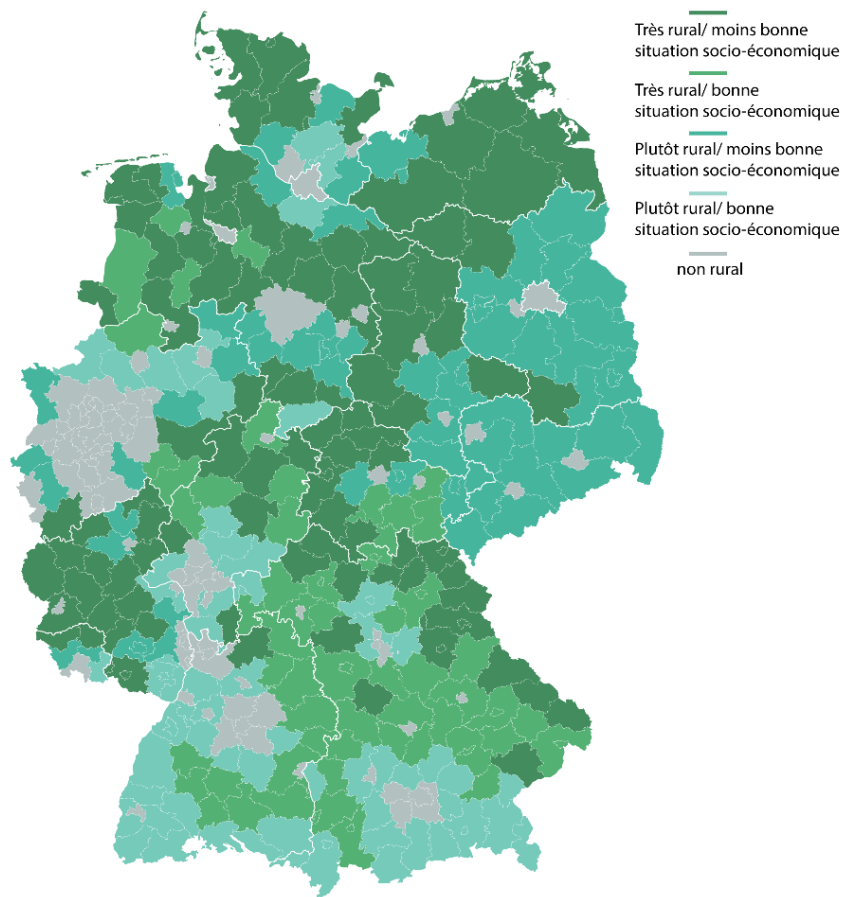 Très rural/ moins bonne
situation socio-économique
Très rural/ bonne
situation socio-économique
Plutôt rural/ moins bonne
situation socio-économique
Plutôt rural/ bonne
situation socio-économique
non rural